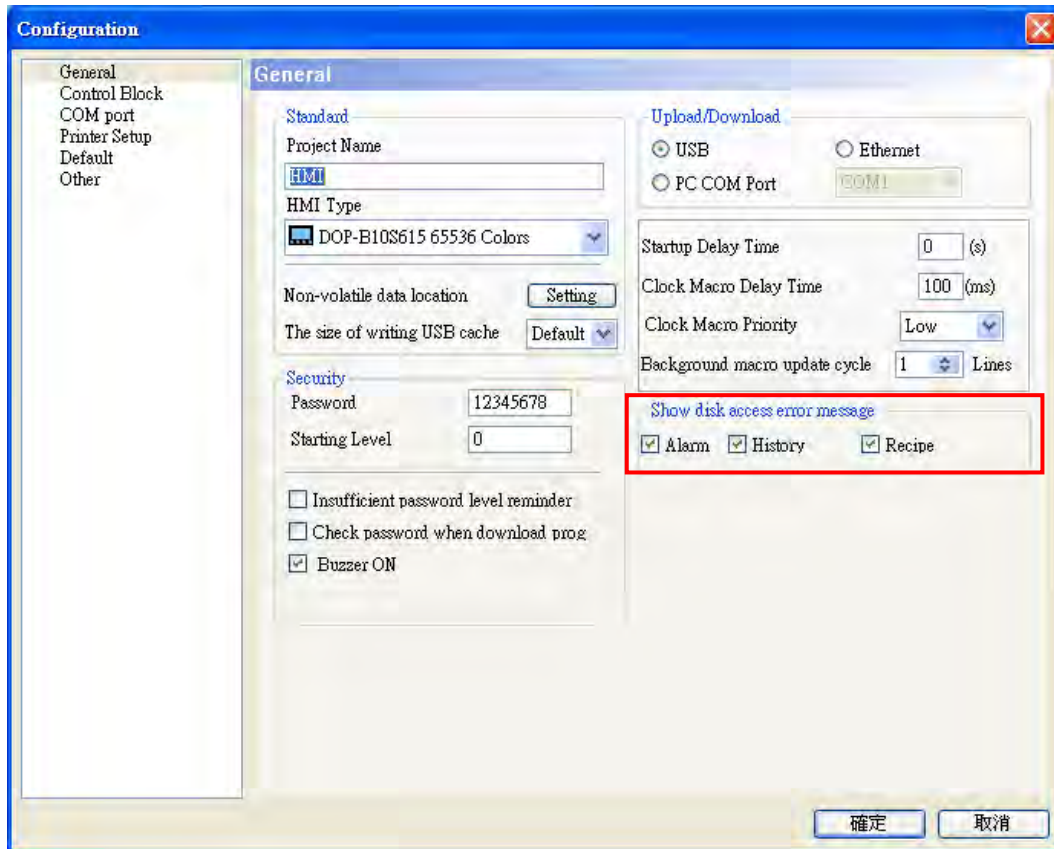 Configuration
General
Control Block
COM port
Printer Setup
Default
Other
General
Standard
Project Name
HMI
HMI Type
DOP-B10S615 65536 Colors
Non-volatile data location Setting
The size of writing USB cache Default
Security
Password 12345678
Starting Level 0
Insufficient password level reminder
Check password when download prog
Buzzer ON
Upload/Download
USB Ethernet
PC COM Port COM1
Startup Delay Time 0 (s)
Clock Macro Delay Time 100 (ms)
Clock Macro Priority Low
Background macro update cycle 1 Lines
Show disk access error message
Alarm History Recipe
確定 取消